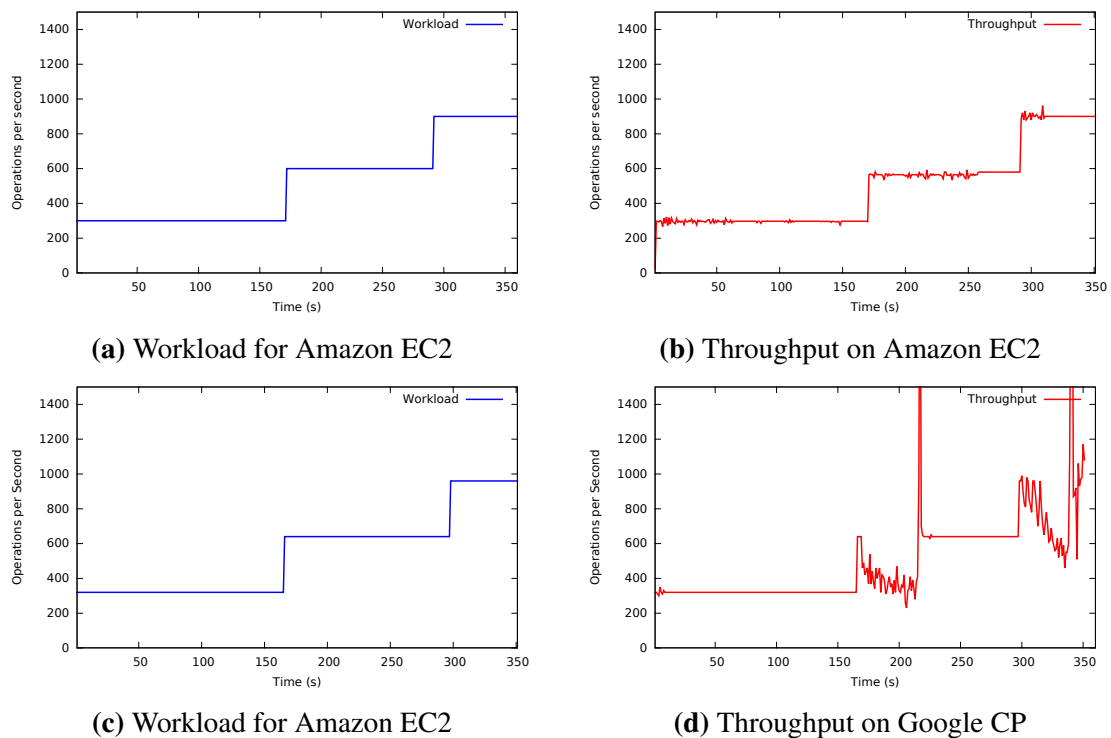 1400
1200
1000
800
600
400
200
0
Operations per second
Workload
50 100 150 200 250 300 350
Time (s)
(a) Workload for Amazon EC2
1400
1200
1000
800
600
400
200
0
Operations per second
Throughput
50 100 150 200 250 300 350
Time (s)
(b) Throughput on Amazon EC2
1400
1200
1000
800
600
400
200
0
Operations per Second
Workload
50 100 150 200 250 300 350
Time (s)
(c) Workload for Amazon EC2
1400
1200
1000
800
600
400
200
0
Operations per Second
Throughput
50 100 150 200 250 300 350
Time (s)
(d) Throughput on Google CP